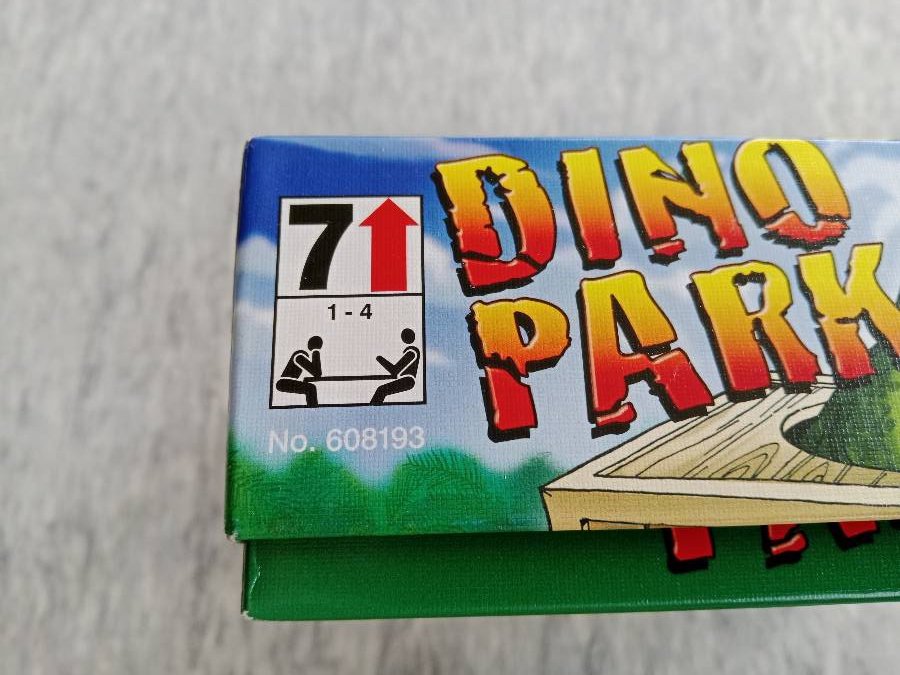 7
1 - 4
No. 608193
DINO
PARK